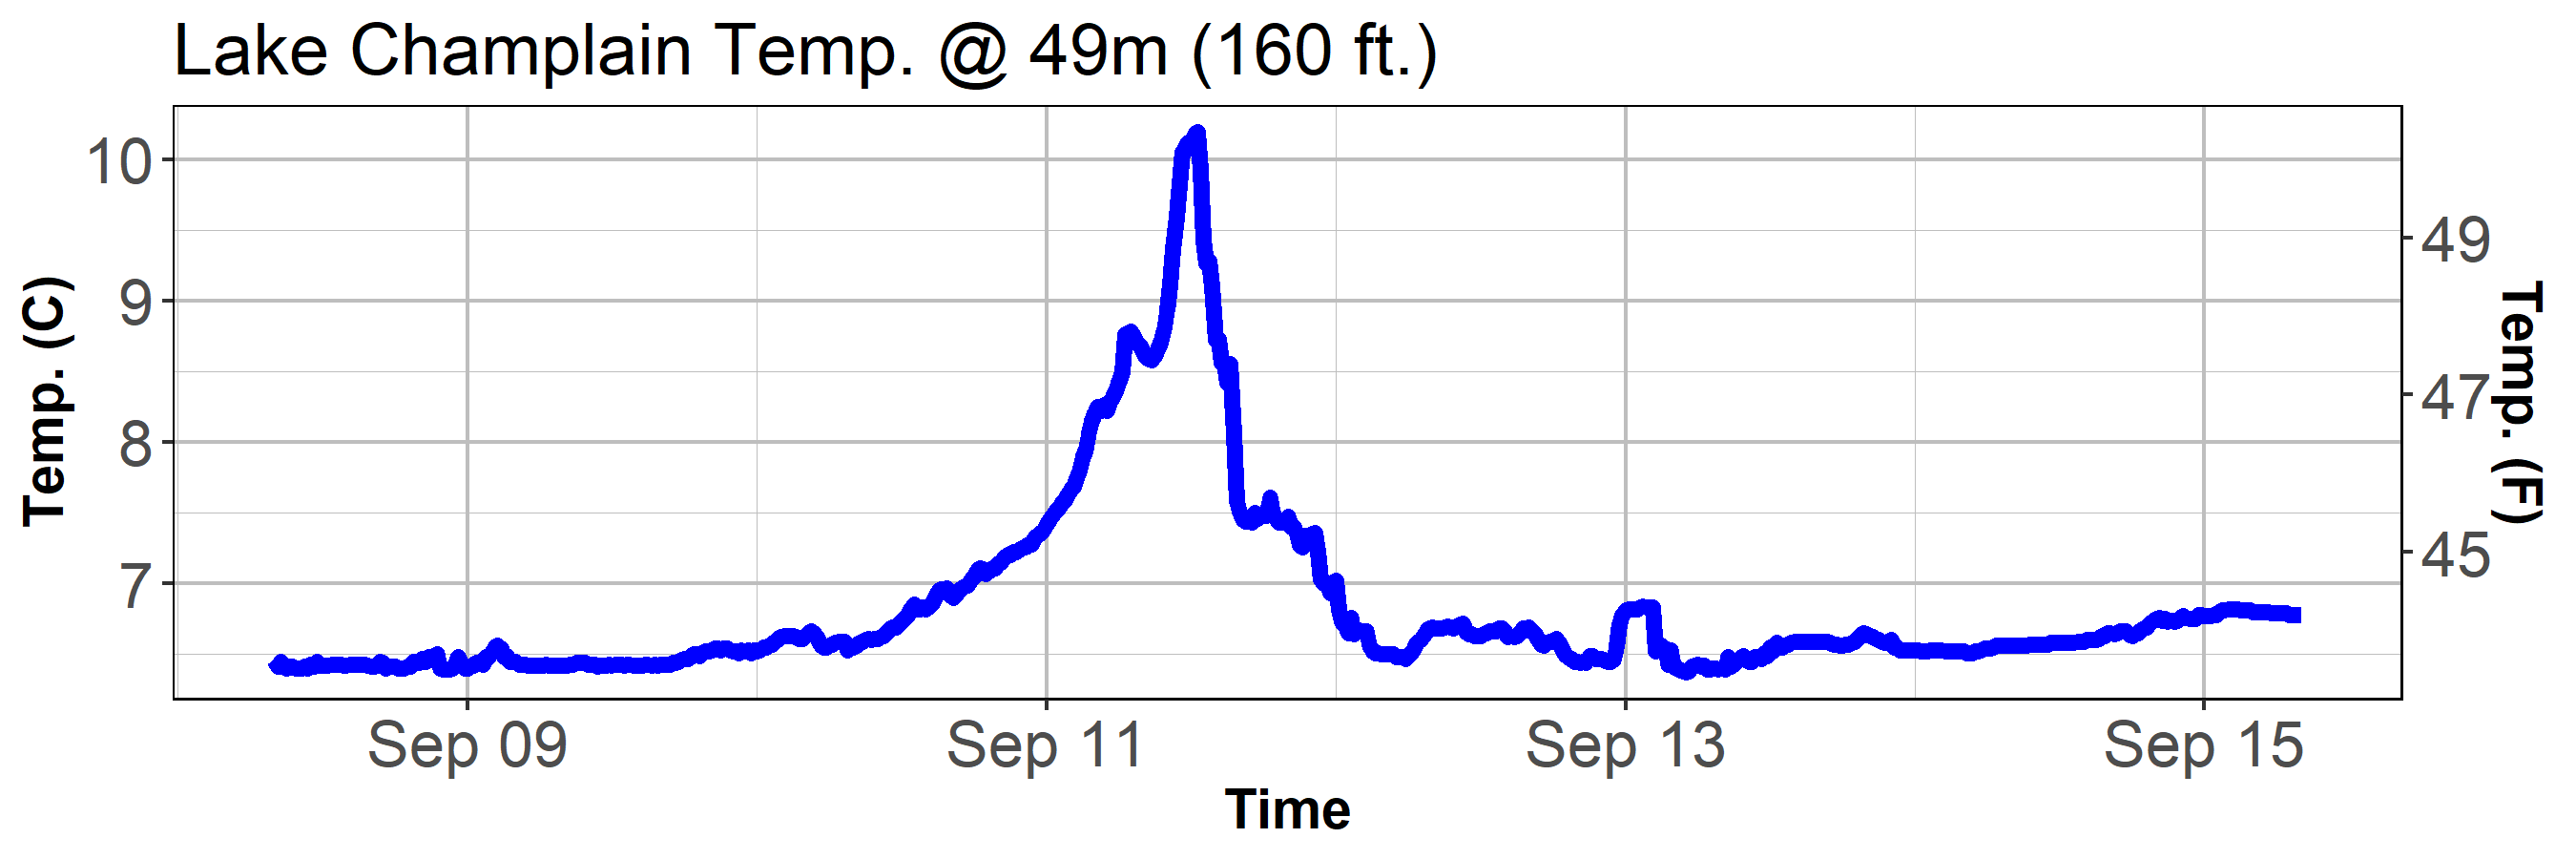 Lake Champlain Temp. @ 49m (160 ft.)
Temp. (C)
10
9
8
7
49
47
45
Temp. (F)
Sep 09 Sep 11 Sep 13 Sep 15
Time